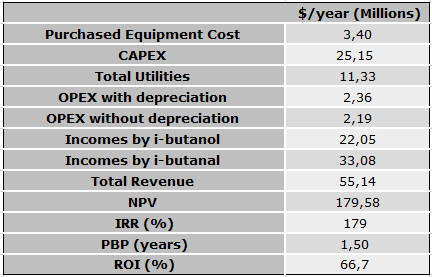 $/year (Millions)
Purchased Equipment Cost 3,40
CAPEX 25,15
Total Utilities 11,33
OPEX with depreciation 2,36
OPEX without depreciation 2,19
Incomes by i-butanol 22,05
Incomes by i-butanal 33,08
Total Revenue 55,14
NPV 179,58
IRR (%) 179
PBP (years) 1,50
ROI (%) 66,7